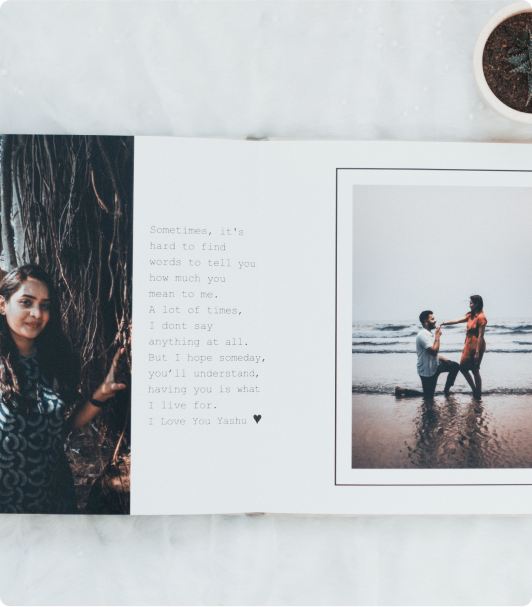 Sometimes, it's
hard to find
words to tell you
how much you
mean to me.
A lot of times,
I dont say
anything at all.
But I hope someday,
you'll understand,
having you is what
I live for.
I Love You Yashu ♥